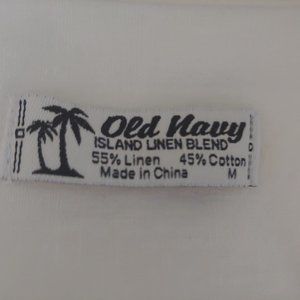 Old Navy
ISLAND LINEN BLEND
55% Linen 45% Cotton
Made in China M